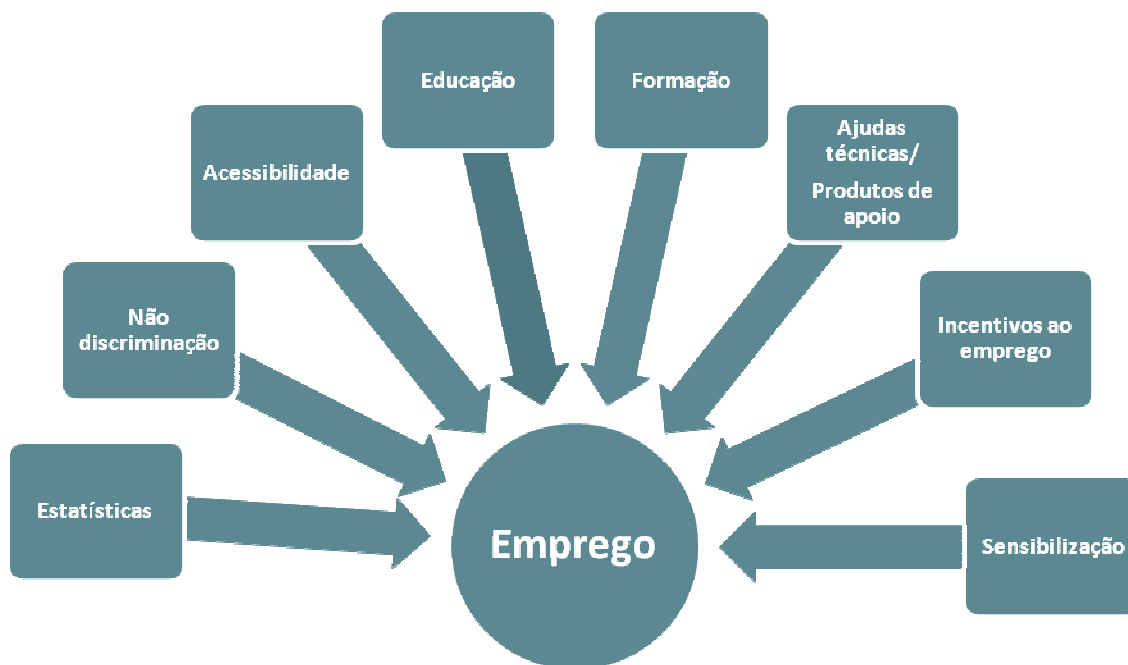 Educação
Formação
Acessibilidade
Ajudas
técnicas/
Produtos de
apoio
Não
discriminação
Incentivos ao
emprego
Estatísticas
Emprego
Sensibilização